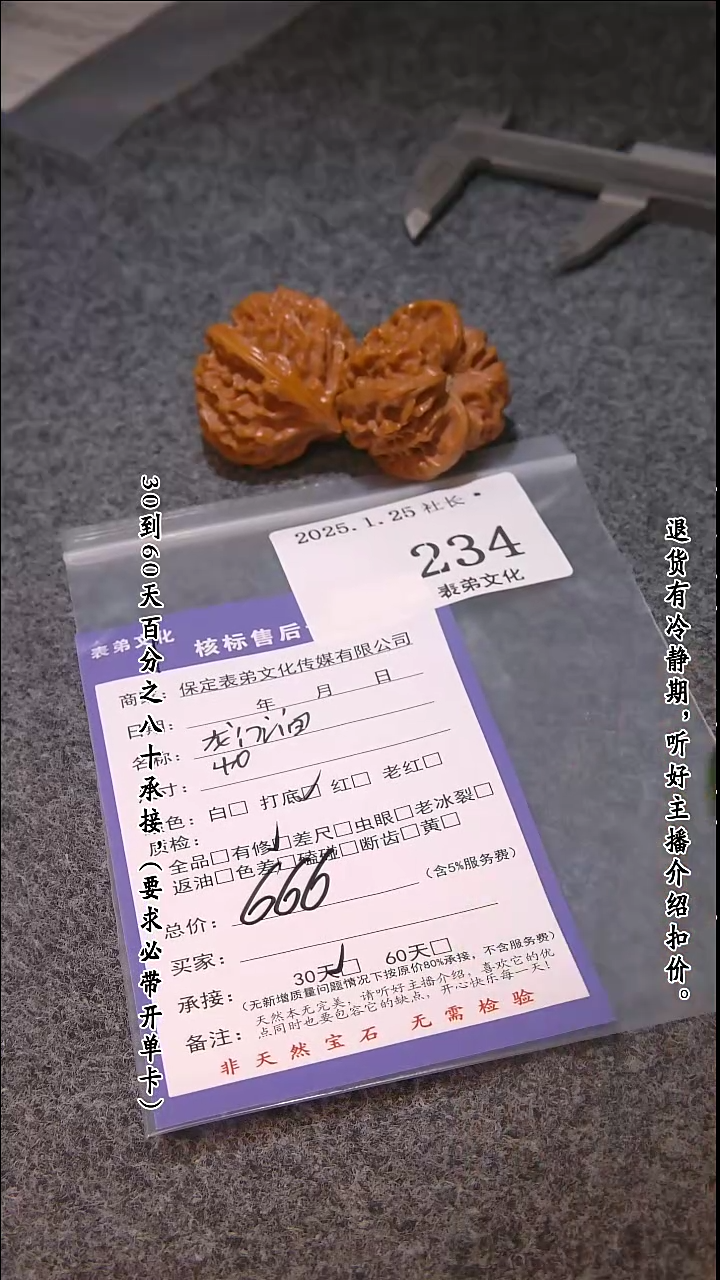 2025.1.25 社长
234
表弟文化
表弟文化 核标售后
商 保定表弟文化传媒有限公司
日期: 年 月 日
名称:
寸: 40
色: 白□ 打底☑ 红□ 老红□
质检: 全品□有修☑差尺□虫眼□老冰裂□
返油□色差□磕碰□断齿□黄□
总价: 666 (含5%服务费)
买家:
承接: 30天☑ 60天□
(无新增质量问题情况下按原价80%承接,不含服务费)
备注: 天然本无完美,请听好主播介绍,喜欢它的优
点同时也要包容它的缺点,开心快乐每一天!
非天然宝石 无需检验
30到60天百分之八十承接(要求必带开单卡)
退货有冷静期,听好主播介绍扣价。